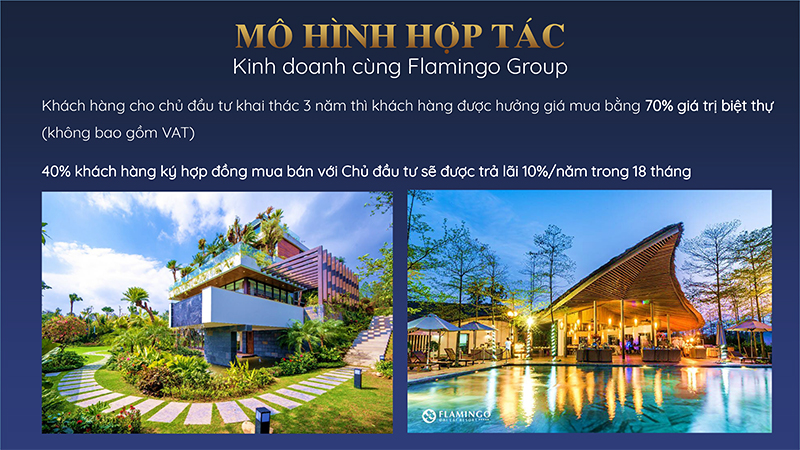 MÔ HÌNH HỢP TÁC
Kinh doanh cùng Flamingo Group
Khách hàng cho chủ đầu tư khai thác 3 năm thì khách hàng được hưởng giá mua bằng 70% giá trị biệt thự
(không bao gồm VAT)
40% khách hàng ký hợp đồng mua bán với Chủ đầu tư sẽ được trả lãi 10%/năm trong 18 tháng
FLAMINGO
DAI LAI RESORT